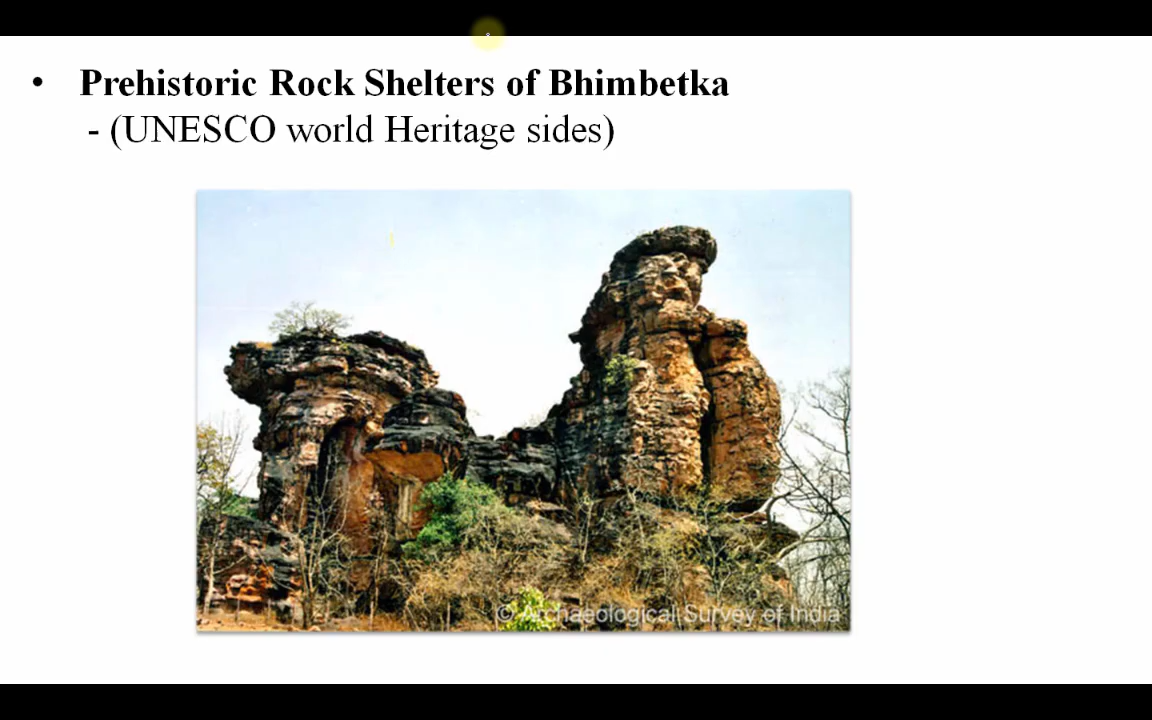 • Prehistoric Rock Shelters of Bhimbetka
- (UNESCO world Heritage sides)
© Archaeological Survey of India